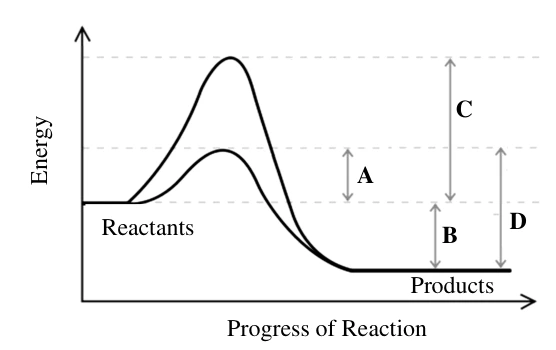 Energy
C
A
D
B
Reactants
Products
Progress of Reaction